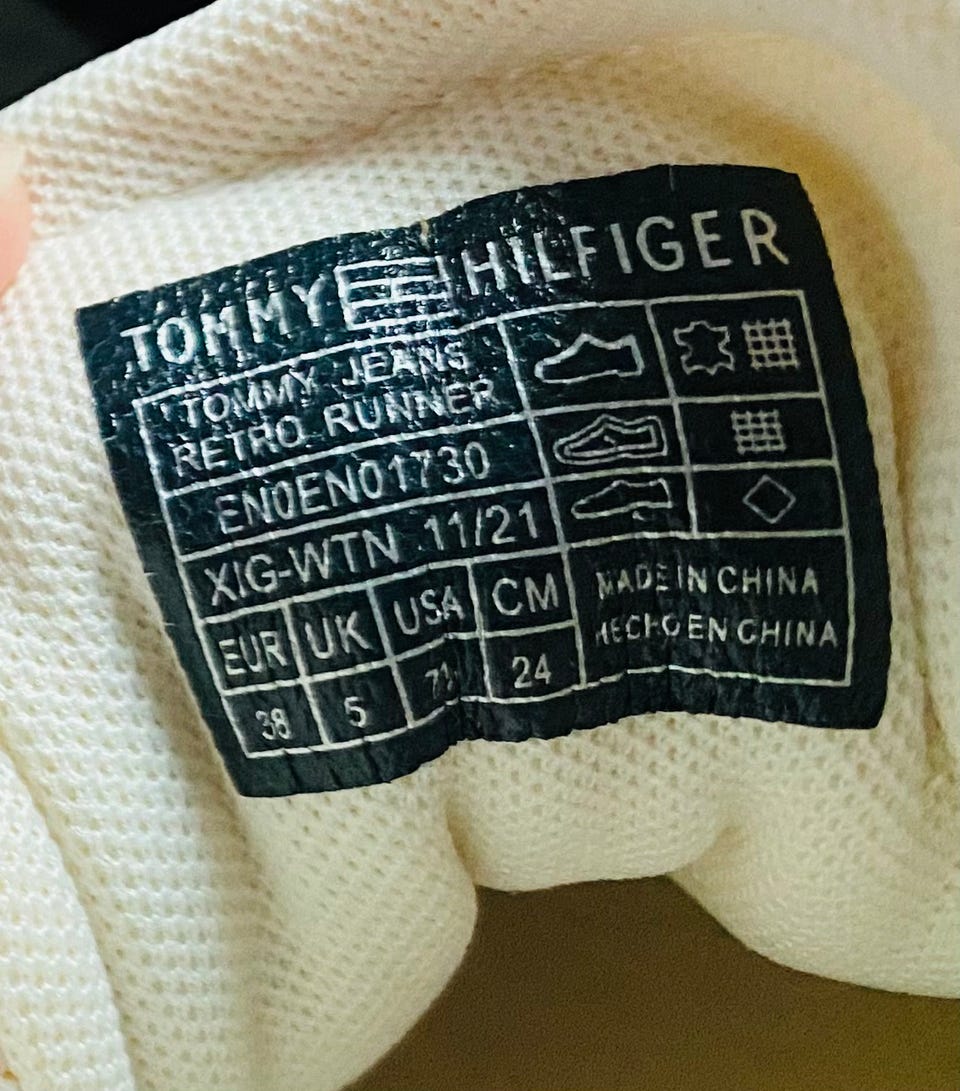 TOMMY HILFIGER
TOMMY JEANS
RETRO RUNNER
EN0EN01730
XIG-WTN 11/21
EUR UK USA CM
38 5 24
MADE IN CHINA
HECHO EN CHINA